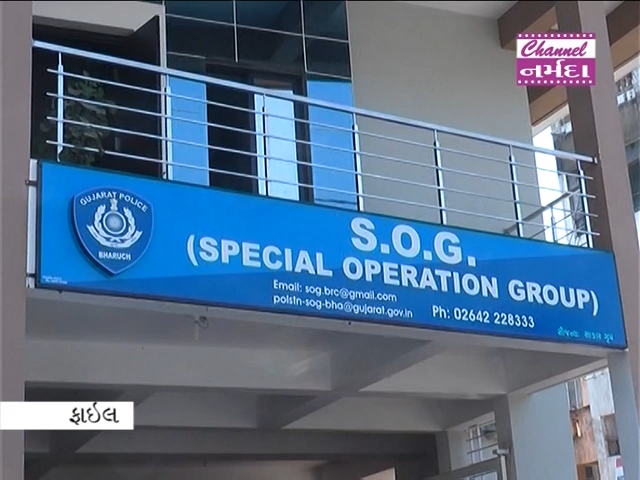 Channel
નર્મદા
GUJARAT POLICE
BHARUCH
S.O.G.
(SPECIAL OPERATION GROUP)
Email: sog.brc@gmail.com
polstn-sog-bha@gujarat.gov.in
Ph: 02642 228333
ફાઇલ